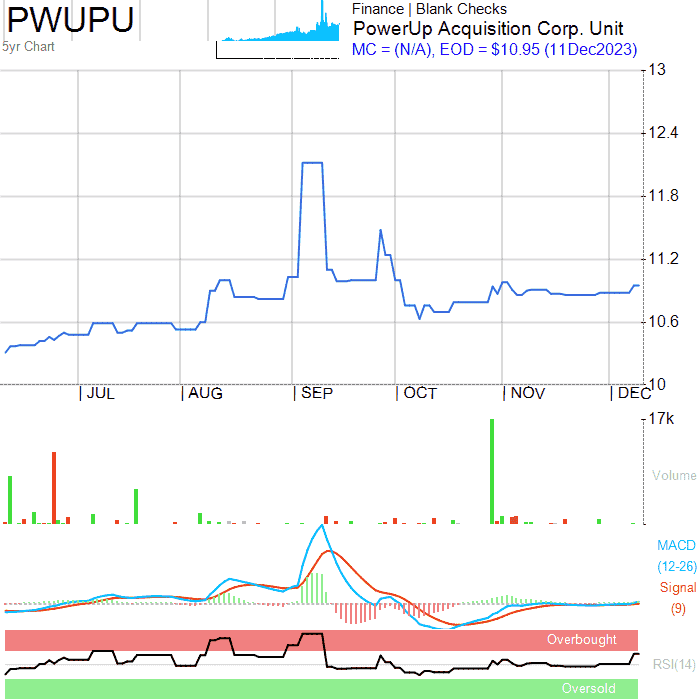 PWUPU
5yr Chart
Finance | Blank Checks
PowerUp Acquisition Corp. Unit
MC = (N/A), EOD = $10.95 (11Dec2023)
13
12.4
11.8
11.2
10.6
10
| JUL | AUG | SEP | OCT | NOV | DEC
17k
Volume
MACD
(12-26)
Signal
(9)
Overbought
RSI(14)
Oversold